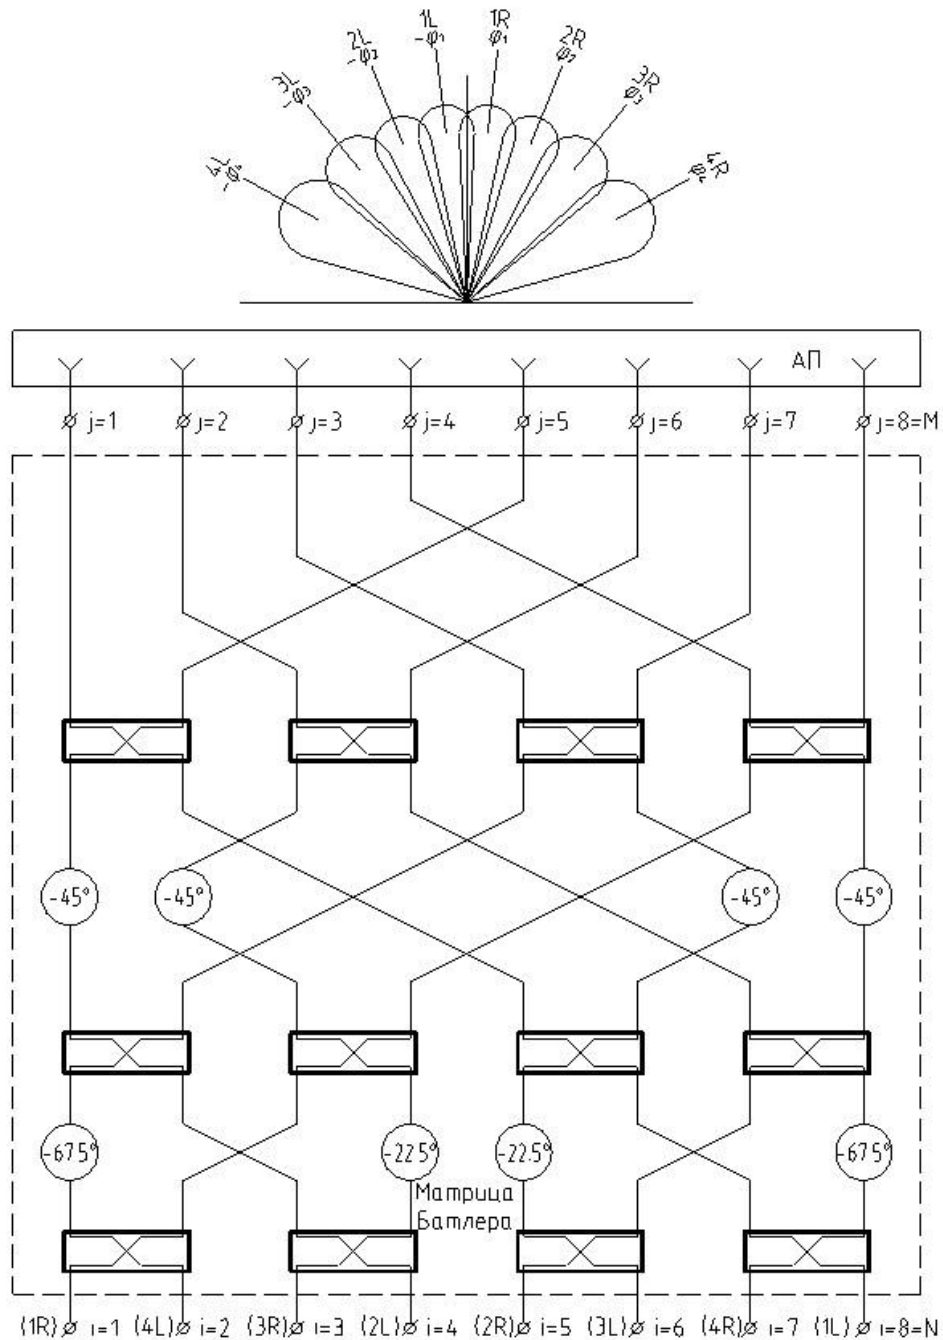 4L
-φ₄
3L
-φ₃
2L
-φ₂
1L
-φ₁
1R
φ₁
2R
φ₂
3R
φ₃
4R
φ₄
АП
j=1 j=2 j=3 j=4 j=5 j=6 j=7 j=8=M
-45° -45° -45° -45°
-67.5° -22.5° -22.5° -67.5°
Матрица
Батлера
(1R) i=1 (4L) i=2 (3R) i=3 (2L) i=4 (2R) i=5 (3L) i=6 (4R) i=7 (1L) i=8=N